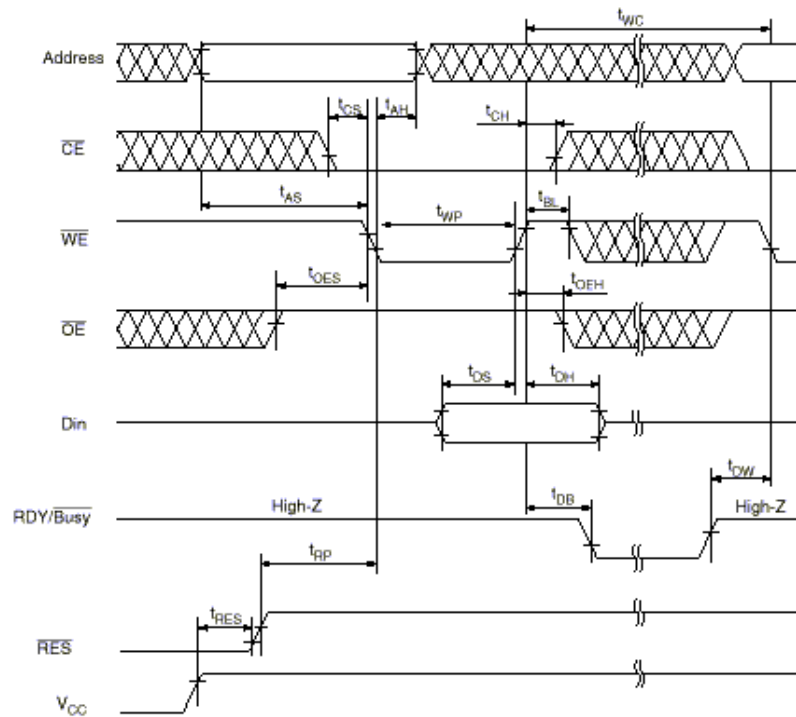 tWC
Address
tCS
tAH
tCH
CE
tAS
tWP
tBL
WE
tOES
tOEH
OE
tDS
tDH
Din
tDW
tDB
High-Z
High-Z
RDY/Busy
tRP
tRES
RES
VCC